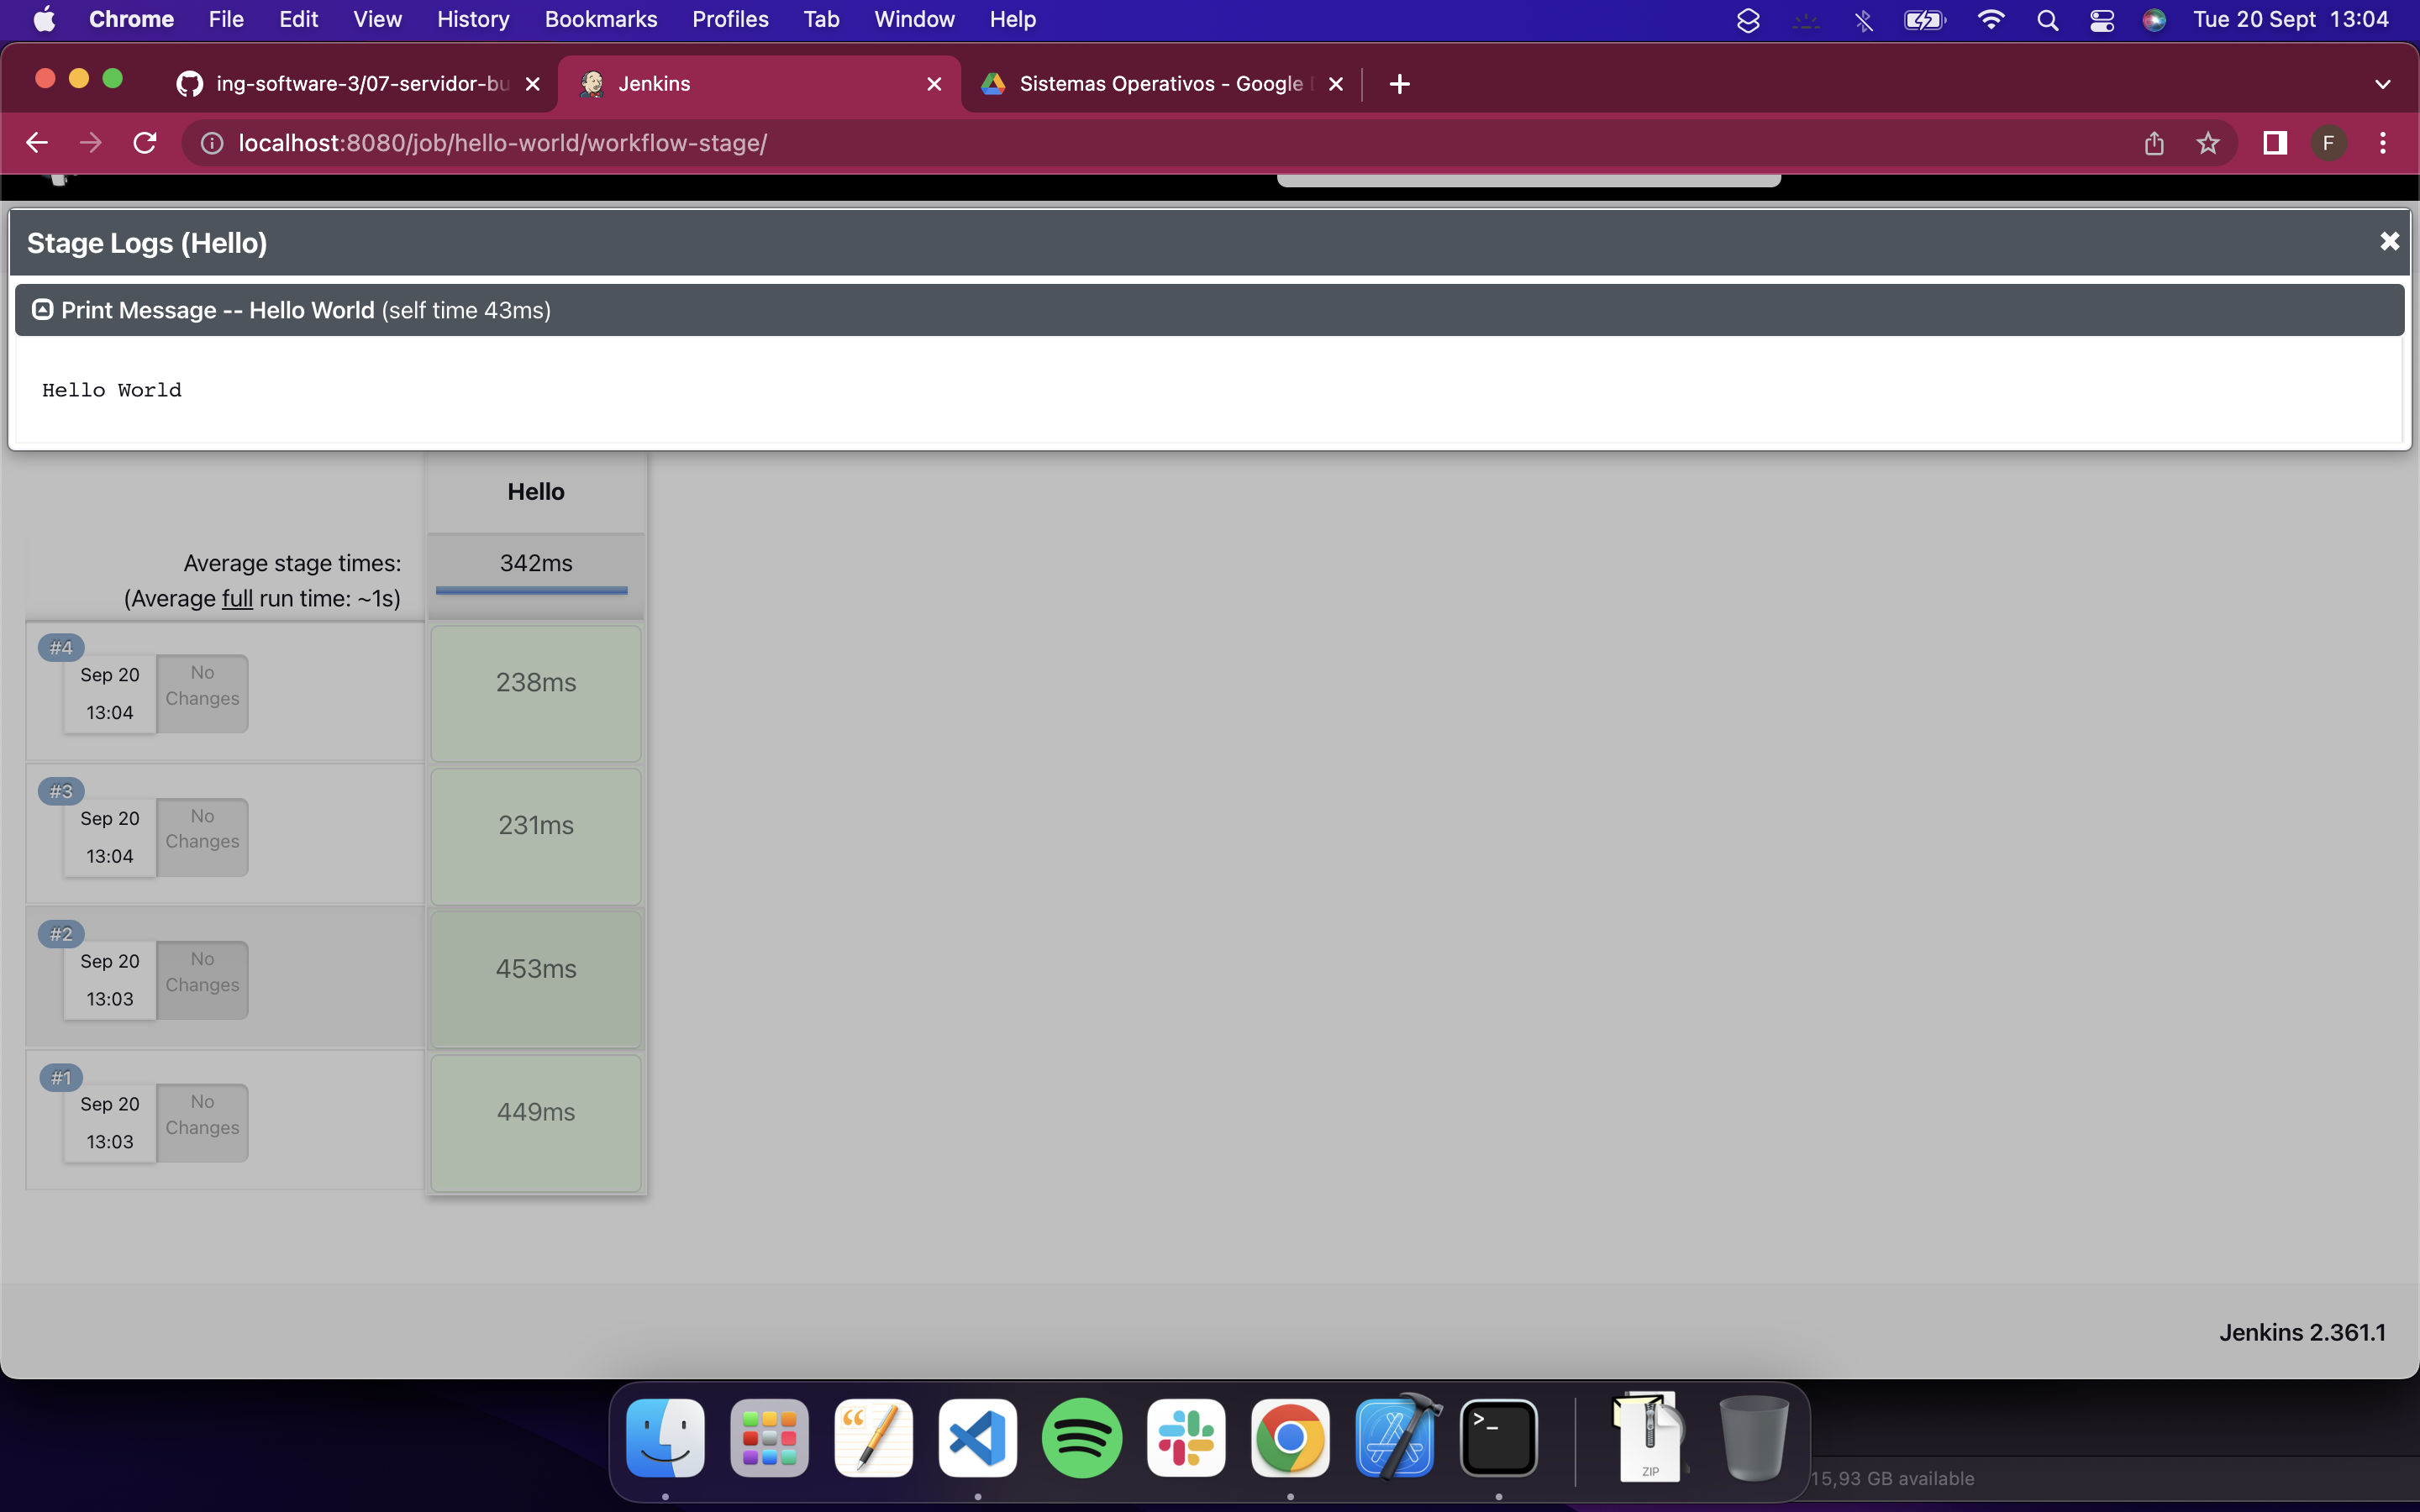 Chrome File Edit View History Bookmarks Profiles Tab Window Help Tue 20 Sept 13:04
ing-software-3/07-servidor-bu Jenkins Sistemas Operativos - Google
localhost:8080/job/hello-world/workflow-stage/ F
Stage Logs (Hello)
Print Message -- Hello World (self time 43ms)
Hello World
Hello
Average stage times:
342ms
(Average full run time: ~1s)
#4
Sep 20
13:04
No
Changes
238ms
#3
Sep 20
13:04
No
Changes
231ms
#2
Sep 20
13:03
No
Changes
453ms
#1
Sep 20
13:03
No
Changes
449ms
Jenkins 2.361.1
ZIP
15,93 GB available